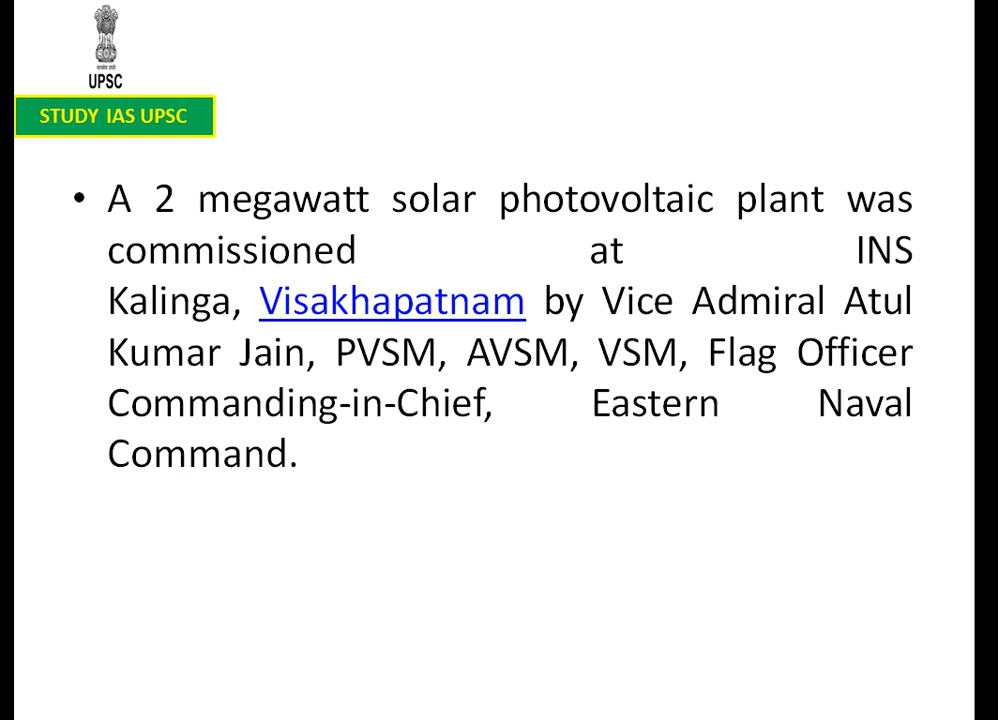 UPSC
STUDY IAS UPSC
• A 2 megawatt solar photovoltaic plant was
commissioned at INS
Kalinga, Visakhapatnam by Vice Admiral Atul
Kumar Jain, PVSM, AVSM, VSM, Flag Officer
Commanding-in-Chief, Eastern Naval
Command.